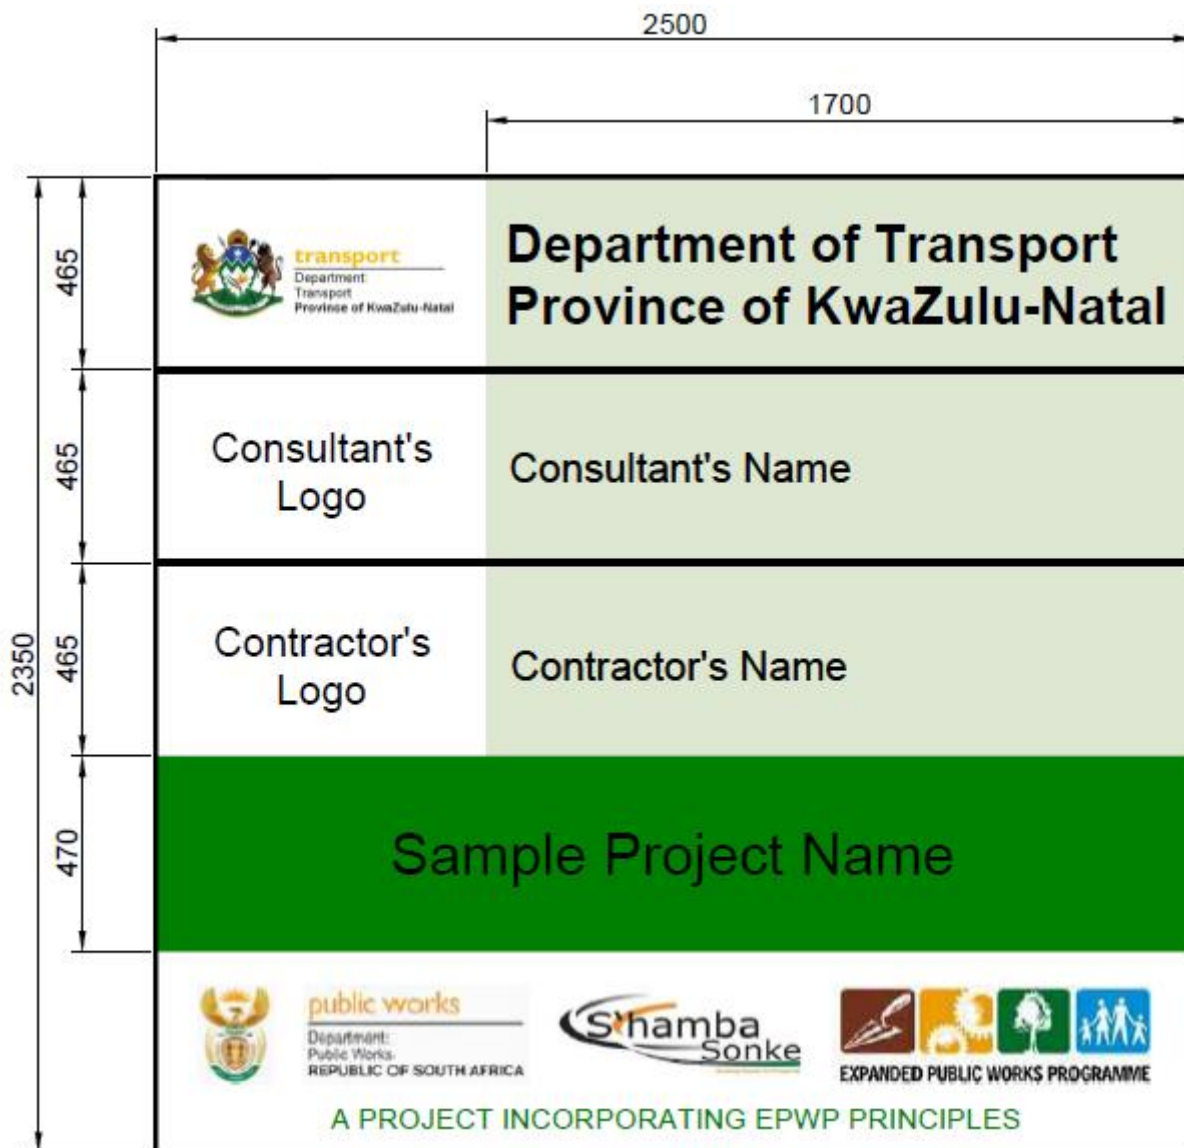 2500
1700
465
transport
Department:
Transport
Province of KwaZulu-Natal
Department of Transport
Province of KwaZulu-Natal
465
Consultant's
Logo
Consultant's Name
2350
465
Contractor's
Logo
Contractor's Name
470
Sample Project Name
public works
Department:
Public Works
REPUBLIC OF SOUTH AFRICA
S'hamba
Sonke
EXPANDED PUBLIC WORKS PROGRAMME
A PROJECT INCORPORATING EPWP PRINCIPLES